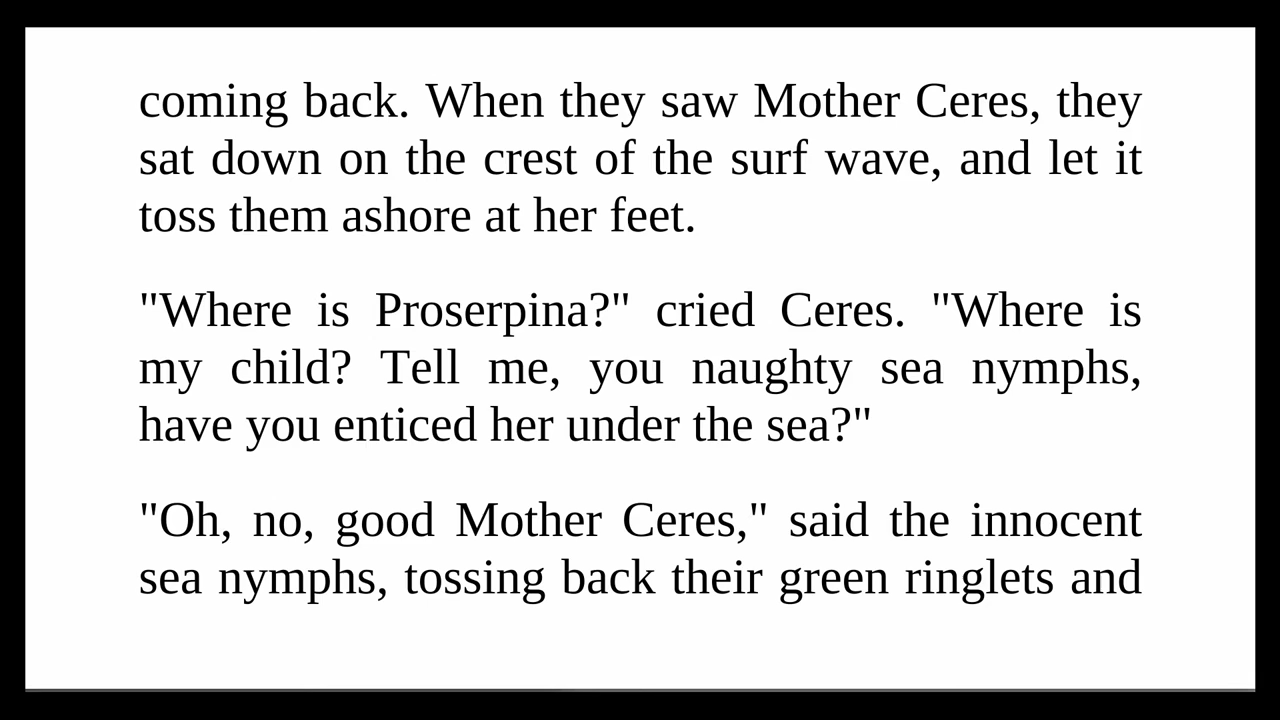 coming back. When they saw Mother Ceres, they
sat down on the crest of the surf wave, and let it
toss them ashore at her feet.
"Where is Proserpina?" cried Ceres. "Where is
my child? Tell me, you naughty sea nymphs,
have you enticed her under the sea?"
"Oh, no, good Mother Ceres," said the innocent
sea nymphs, tossing back their green ringlets and